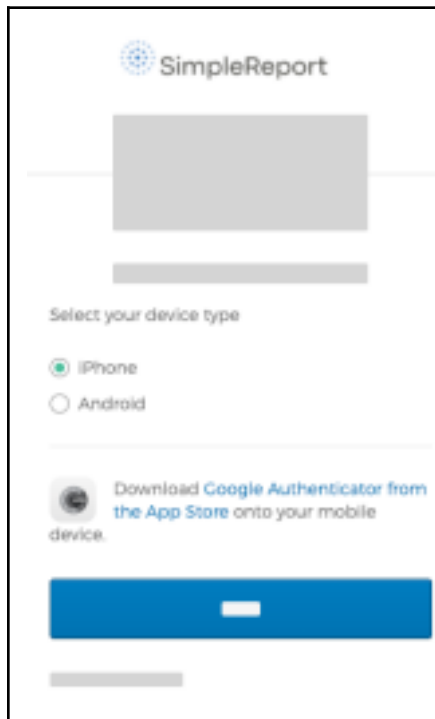 SimpleReport
Select your device type
iPhone
Android
Download Google Authenticator from
the App Store onto your mobile
device.